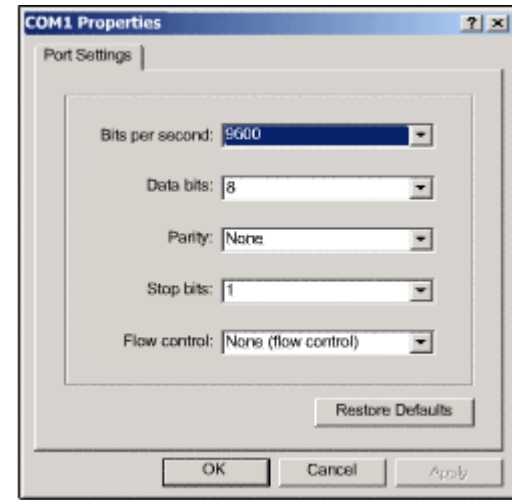 COM1 Properties
Port Settings
Bits per second: 9600
Data bits: 8
Parity: None
Stop bits: 1
Flow control: None (flow control)
Restore Defaults
OK Cancel Apply